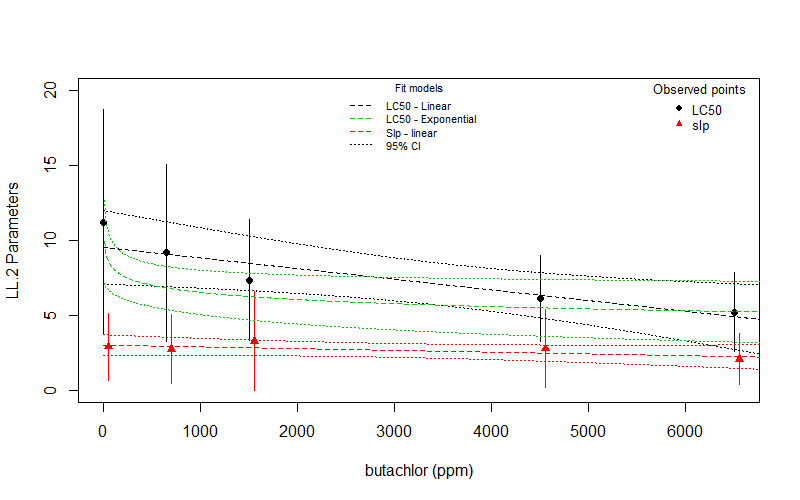 Fit models
LC50 - Linear
LC50 - Exponential
Slp - linear
95% CI
Observed points
LC50
slp
LL.2 Parameters
20
15
10
5
0
0 1000 2000 3000 4000 5000 6000
butachlor (ppm)